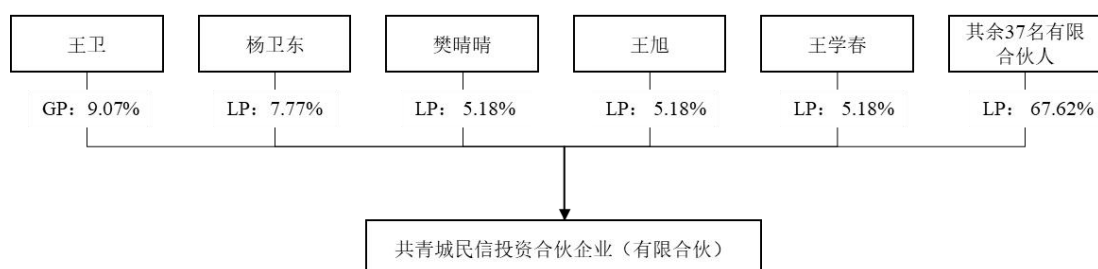 王卫
杨卫东
樊晴晴
王旭
王学春
其余37名有限
合伙人
GP：9.07%
LP：7.77%
LP：5.18%
LP：5.18%
LP：5.18%
LP：67.62%
共青城民信投资合伙企业（有限合伙）